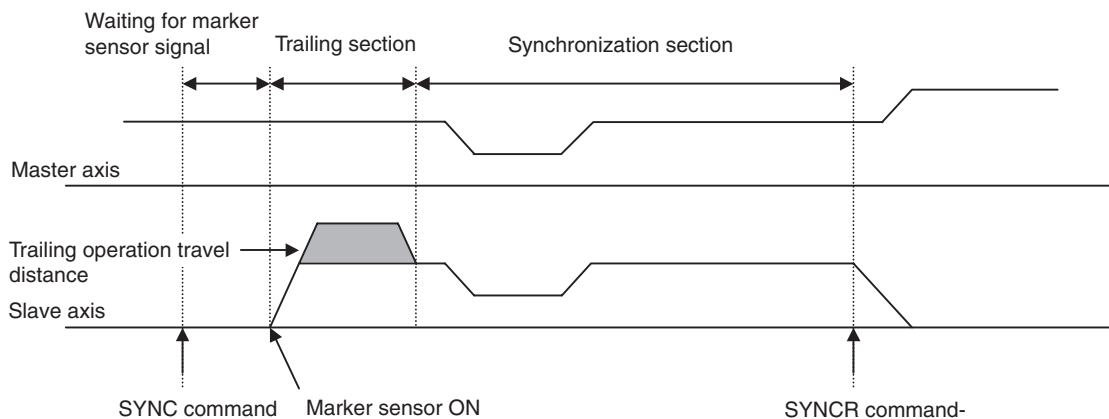 Waiting for marker
sensor signal
Trailing section
Synchronization section
Master axis
Trailing operation travel
distance
Slave axis
SYNC command
Marker sensor ON
SYNCR command-